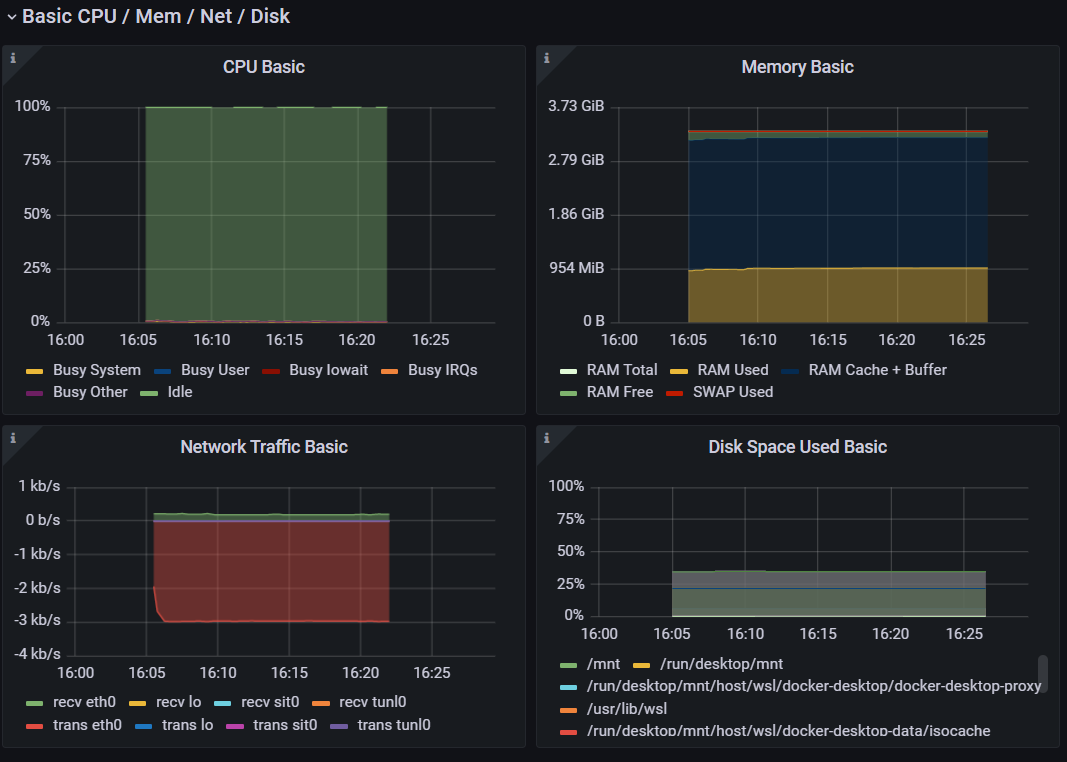 Basic CPU / Mem / Net / Disk
CPU Basic
100%
75%
50%
25%
0%
16:00 16:05 16:10 16:15 16:20 16:25
Busy System Busy User Busy Iowait Busy IRQs
Busy Other Idle
Memory Basic
3.73 GiB
2.79 GiB
1.86 GiB
954 MiB
0 B
16:00 16:05 16:10 16:15 16:20 16:25
RAM Total RAM Used RAM Cache + Buffer
RAM Free SWAP Used
Network Traffic Basic
1 kb/s
0 b/s
-1 kb/s
-2 kb/s
-3 kb/s
-4 kb/s
16:00 16:05 16:10 16:15 16:20 16:25
recv eth0 recv lo recv sit0 recv tunl0
trans eth0 trans lo trans sit0 trans tunl0
Disk Space Used Basic
100%
75%
50%
25%
0%
16:00 16:05 16:10 16:15 16:20 16:25
/mnt /run/desktop/mnt
/run/desktop/mnt/host/wsl/docker-desktop/docker-desktop-proxy
/usr/lib/wsl
/run/desktop/mnt/host/wsl/docker-desktop-data/isocache